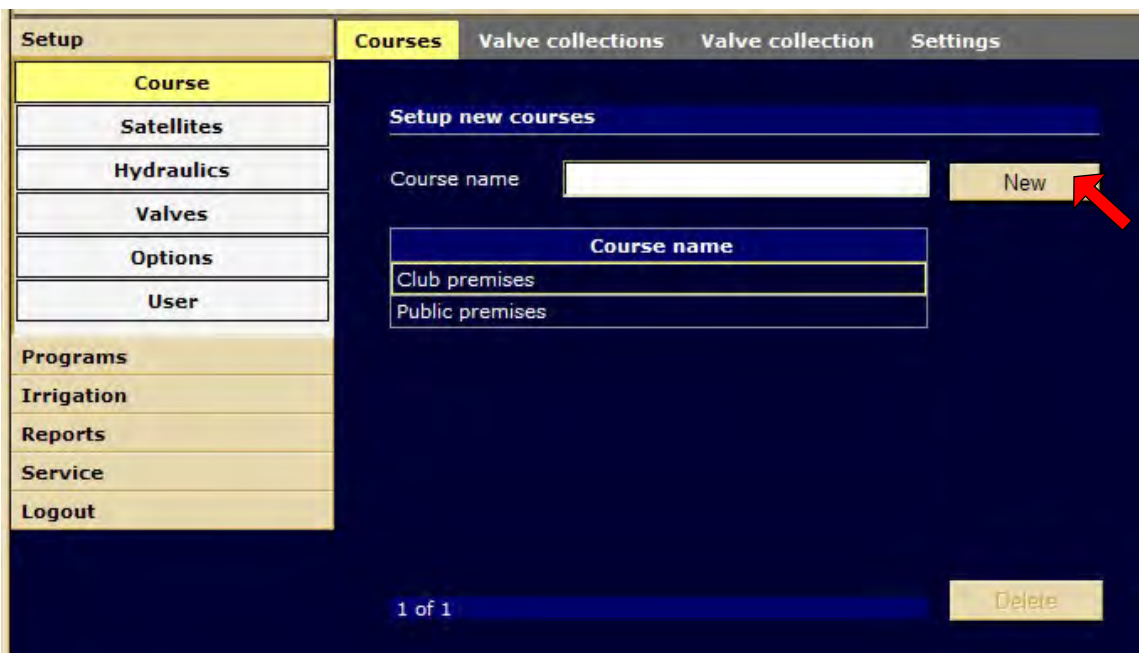 Setup
Courses Valve collections Valve collection Settings
Course
Satellites
Hydraulics
Valves
Options
User
Programs
Irrigation
Reports
Service
Logout
Setup new courses
Course name
New
Course name
Club premises
Public premises
1 of 1
Delete